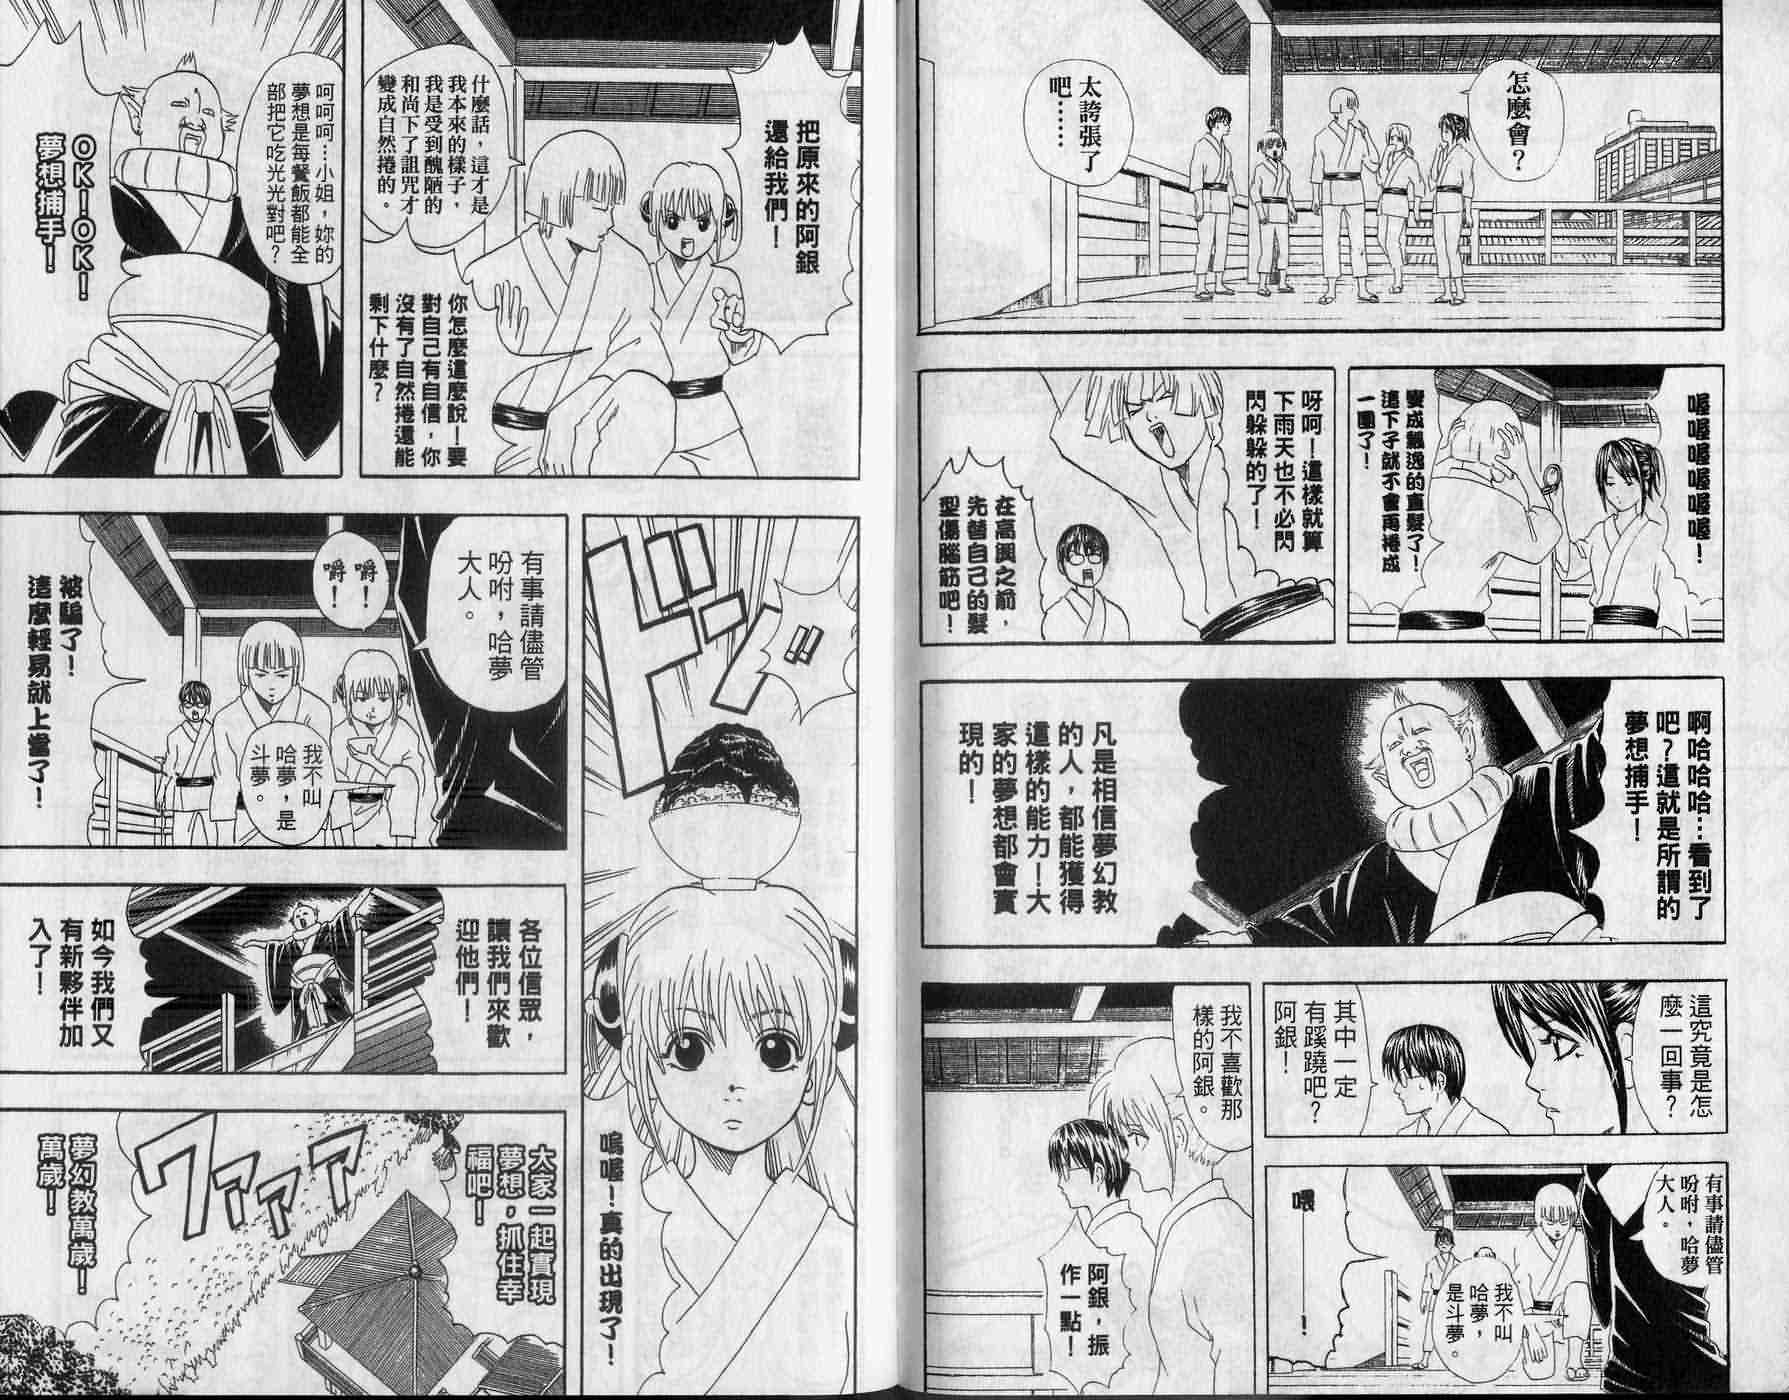 怎麼會？
太誇張了
吧……
喔喔喔喔喔！
變成飄逸的直髮了！
這下子就不會再捲成
一團了！
呀呵！這樣就算
下雨天也不必閃
閃躲躲的了！
在高興之前，
先替自己的髮
型傷腦筋吧！
啊哈哈哈…看到了
吧？這就是所謂的
夢想捕手！
凡是相信夢幻教
的人，都能獲得
這樣的能力！大
家的夢想都會實
現的！
這究竟是怎
麼一回事？
其中一定
有蹊蹺吧？
阿銀！
我不喜歡那
樣的阿銀。
阿銀，振
作一點！
有事請儘管
吩咐，哈夢
大人。
我不叫
哈夢，
是斗夢。
喂
！
把原來的阿銀
還給我們！
什麼話，這才是
我本來的樣子，
我是受到醜陋的
和尚下了詛咒才
變成自然捲的。
你怎麼這麼說！要
對自己有自信，你
沒有了自然捲還能
剩下什麼？
呵呵呵…小姐，妳的
夢想是每餐飯都能全
部把它吃光光對吧？
OK！OK！
夢想捕手！
!!
ドドン
嗚喔！真的出現了！
有事請儘管
吩咐，哈夢
大人。
嚼！
嚼！
我不叫
哈夢，是
斗夢。
被騙了！
這麼輕易就上當了！
各位信眾，
讓我們來歡
迎他們！
如今我們又
有新夥伴加
入了！
大家一起實現
夢想，抓住幸
福吧！
ワァァァ
夢幻教萬歲！
萬歲！